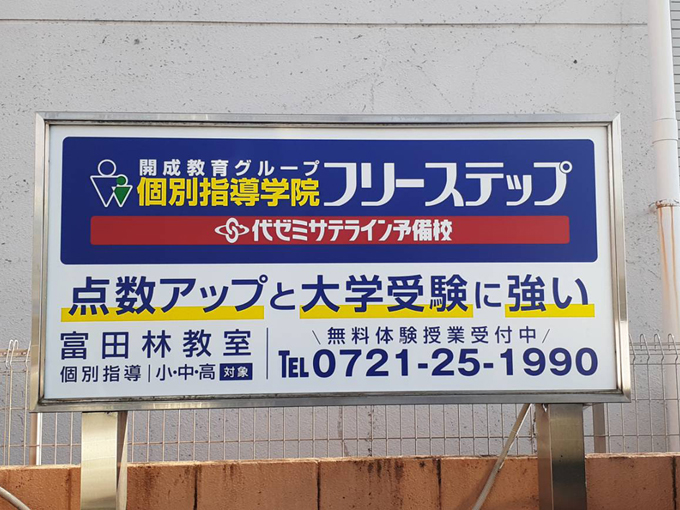 開成教育グループ
個別指導学院フリーステップ
代ゼミサテライン予備校
点数アップと大学受験に強い
富田林教室
個別指導|小・中・高 対象
\無料体験授業受付中/
TEL 0721-25-1990